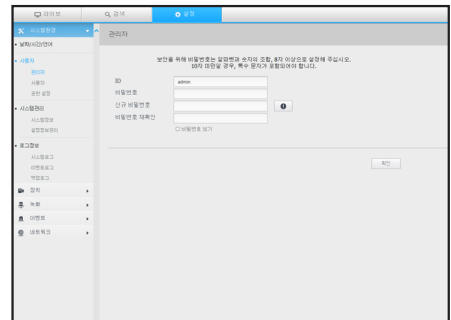 라이브
검색
설정
시스템환경
날짜/시간/언어
사용자
관리자
사용자
권한 설정
시스템관리
시스템정보
설정정보관리
로그정보
시스템로그
이벤트로그
백업로그
장치
녹화
이벤트
네트워크
관리자
보안을 위해 비밀번호는 알파벳과 숫자의 조합, 8자 이상으로 설정해 주십시오.
10자 미만일 경우, 특수 문자가 포함되어야 합니다.
ID
admin
비밀번호
신규 비밀번호
비밀번호 재확인
비밀번호 보기
확인